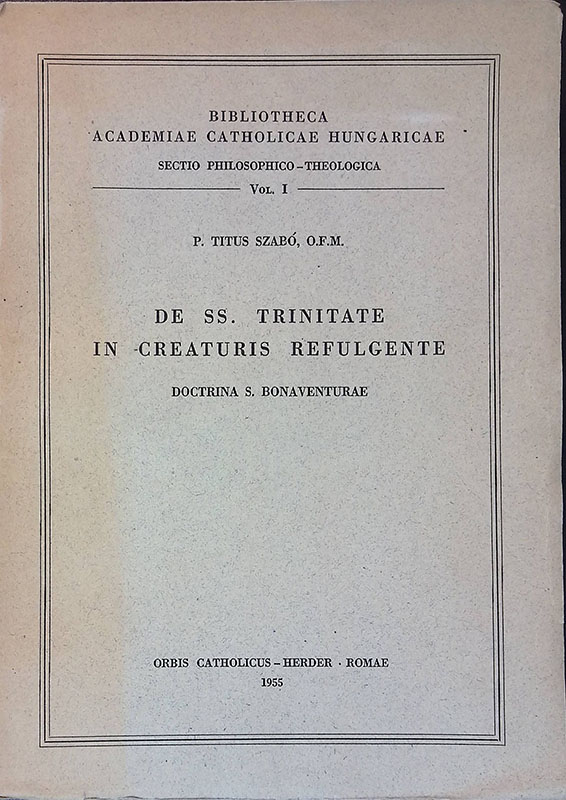 BIBLIOTHECA
ACADEMIAE CATHOLICAE HUNGARICAE
SECTIO PHILOSOPHICO-THEOLOGICA
VOL. I
P. TITUS SZABÓ, O.F.M.
DE SS. TRINITATE
IN CREATURIS REFULGENTE
DOCTRINA S. BONAVENTURAE
ORBIS CATHOLICUS-HERDER · ROMAE
1955